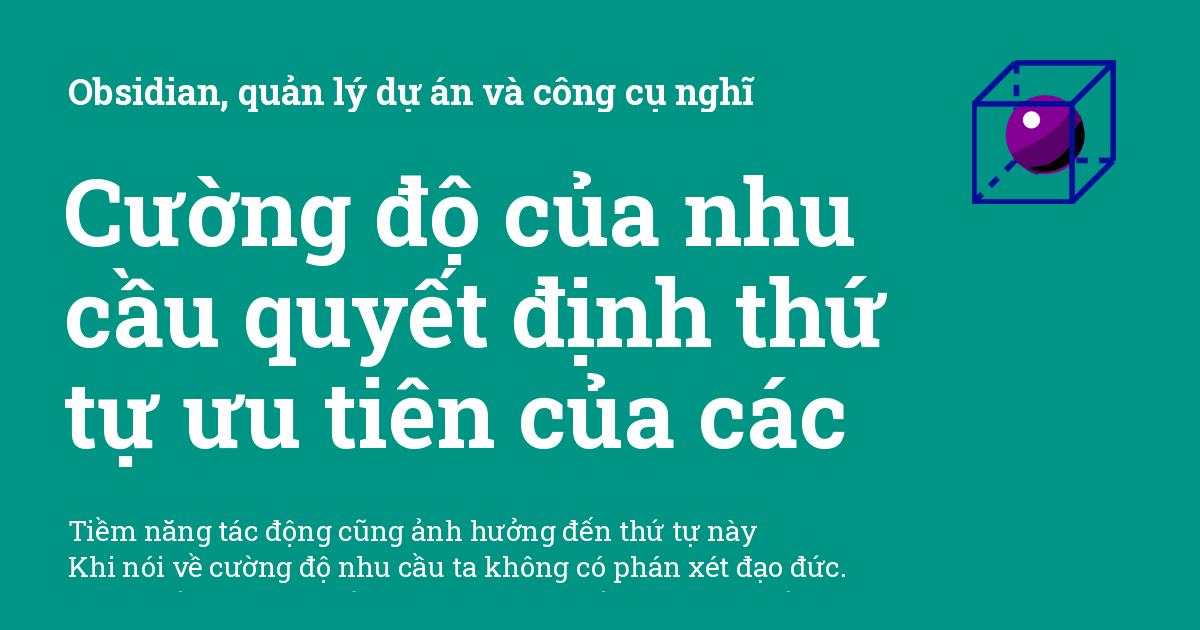 Obsidian, quản lý dự án và công cụ nghĩ
Cường độ của nhu
cầu quyết định thứ
tự ưu tiên của các
Tiềm năng tác động cũng ảnh hưởng đến thứ tự này
Khi nói về cường độ nhu cầu ta không có phán xét đạo đức.